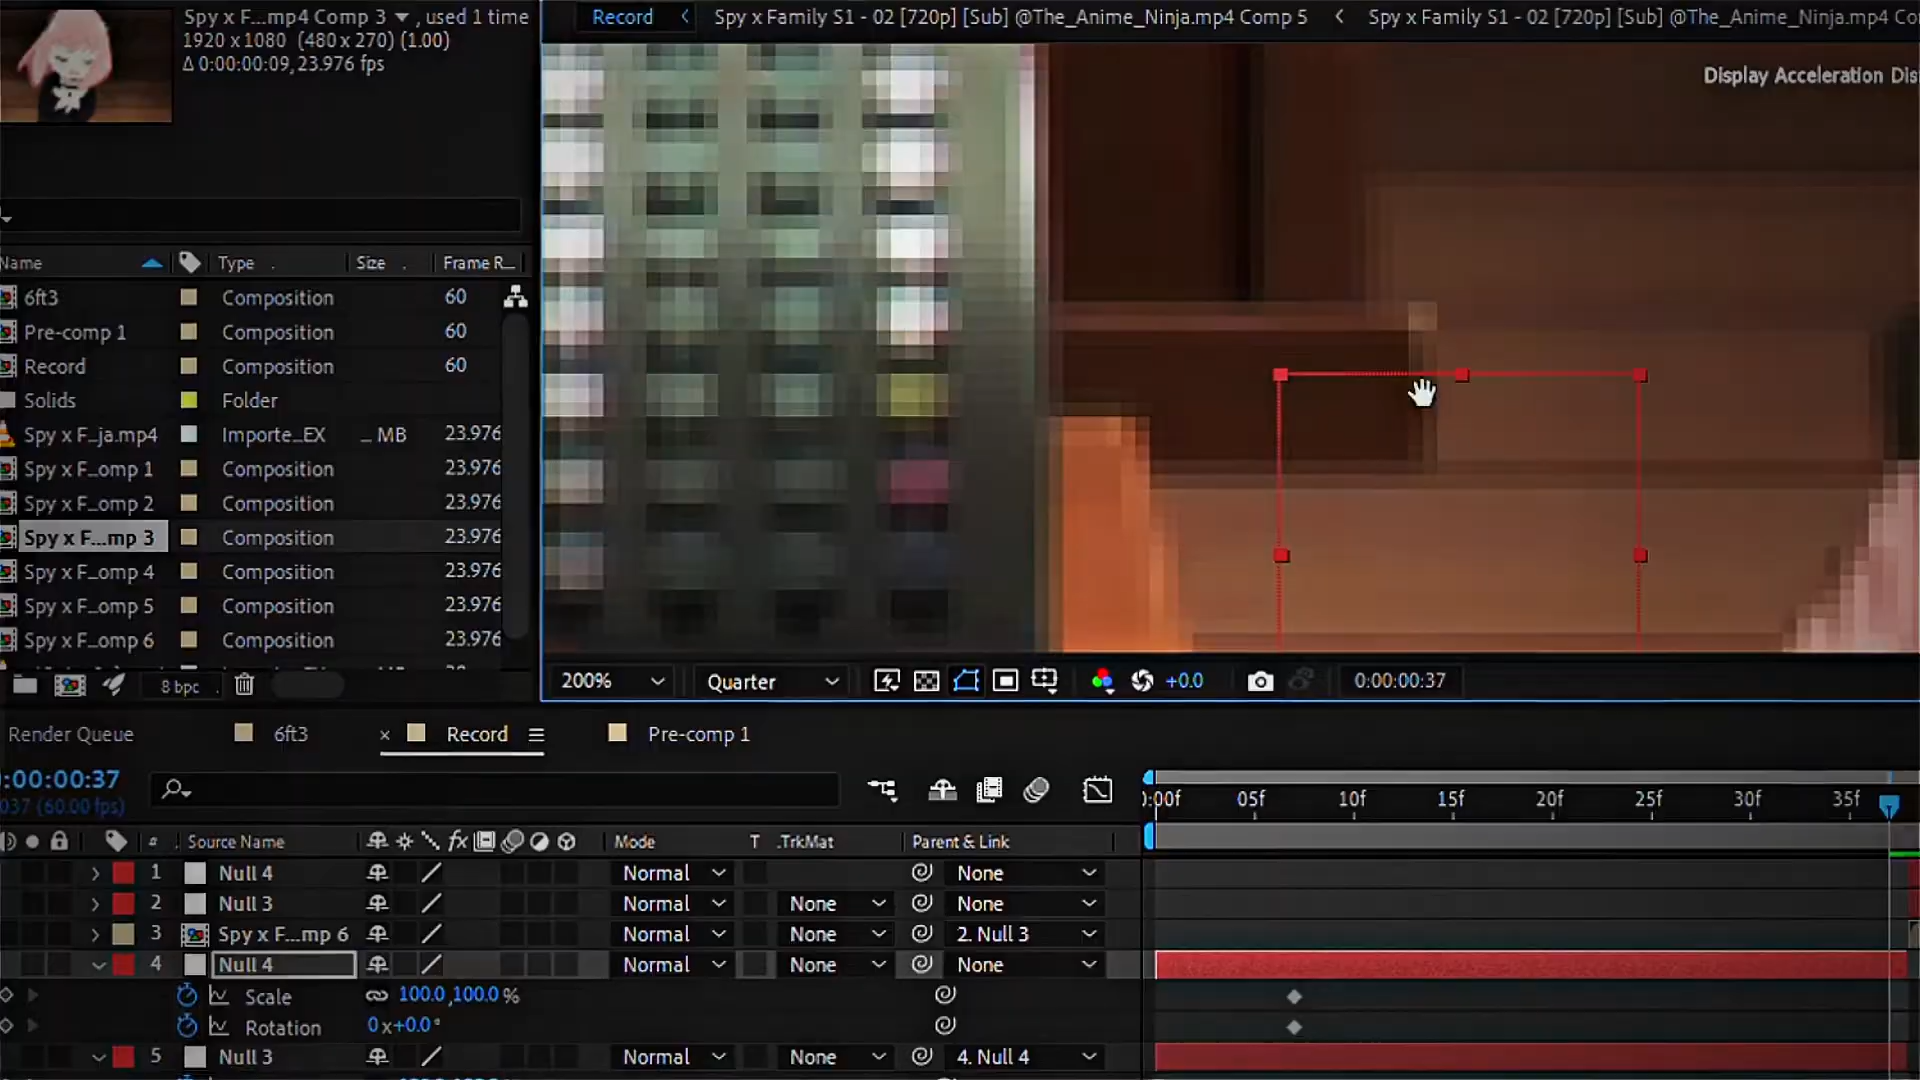 Spy x F...mp4 Comp 3 , used 1 time
1920 x 1080 (480 x 270) (1.00)
Δ 0:00:00:09, 23.976 fps
Record Spy x Family S1 - 02 [720p] [Sub] @The_Anime_Ninja.mp4 Comp 5 Spy x Family S1 - 02 [720p] [Sub] @The_Anime_Ninja.mp4 Co
Display Acceleration Dis
Name Type Size Frame R...
6ft3 Composition 60
Pre-comp 1 Composition 60
Record Composition 60
Solids Folder
Spy x F...ja.mp4 Importe...EX ... MB 23.976
Spy x F...omp 1 Composition 23.976
Spy x F...omp 2 Composition 23.976
Spy x F...mp 3 Composition 23.976
Spy x F...omp 4 Composition 23.976
Spy x F...omp 5 Composition 23.976
Spy x F...omp 6 Composition 23.976
8 bpc
200% Quarter +0.0 0:00:00:37
Render Queue 6ft3 × Record Pre-comp 1
:00:00:37
037 (60.00 fps)
):00f 05f 10f 15f 20f 25f 30f 35f
# Source Name fx Mode T .TrkMat Parent & Link
1 Null 4 Normal None
2 Null 3 Normal None None
3 Spy x F...mp 6 Normal None 2. Null 3
4 Null 4 Normal None None
Scale 100.0,100.0 %
Rotation 0x+0.0°
5 Null 3 Normal None 4. Null 4